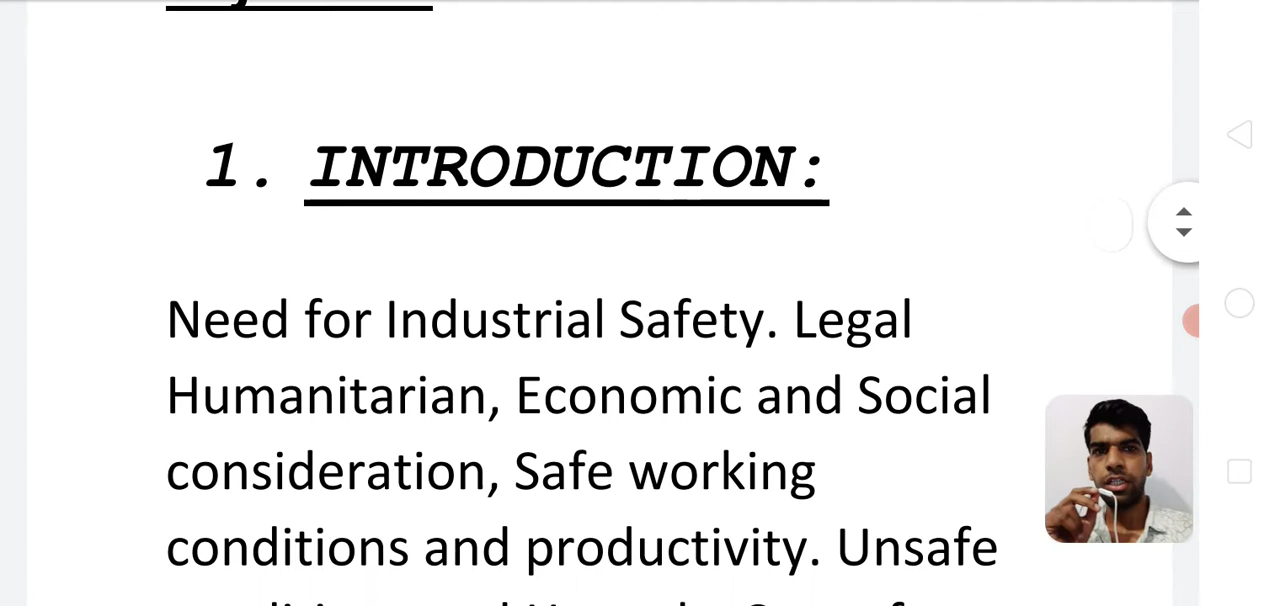 1. INTRODUCTION:
Need for Industrial Safety. Legal
Humanitarian, Economic and Social
consideration, Safe working
conditions and productivity. Unsafe